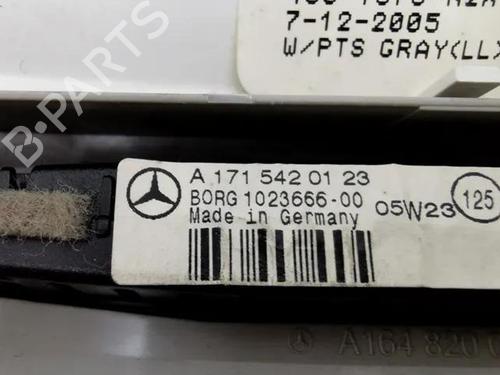 7-12-2005
W/PTS GRAY(LL)
A 171 542 01 23
BORG 1023666-00
Made in Germany
05W23
125
A164 820
B-PARTS